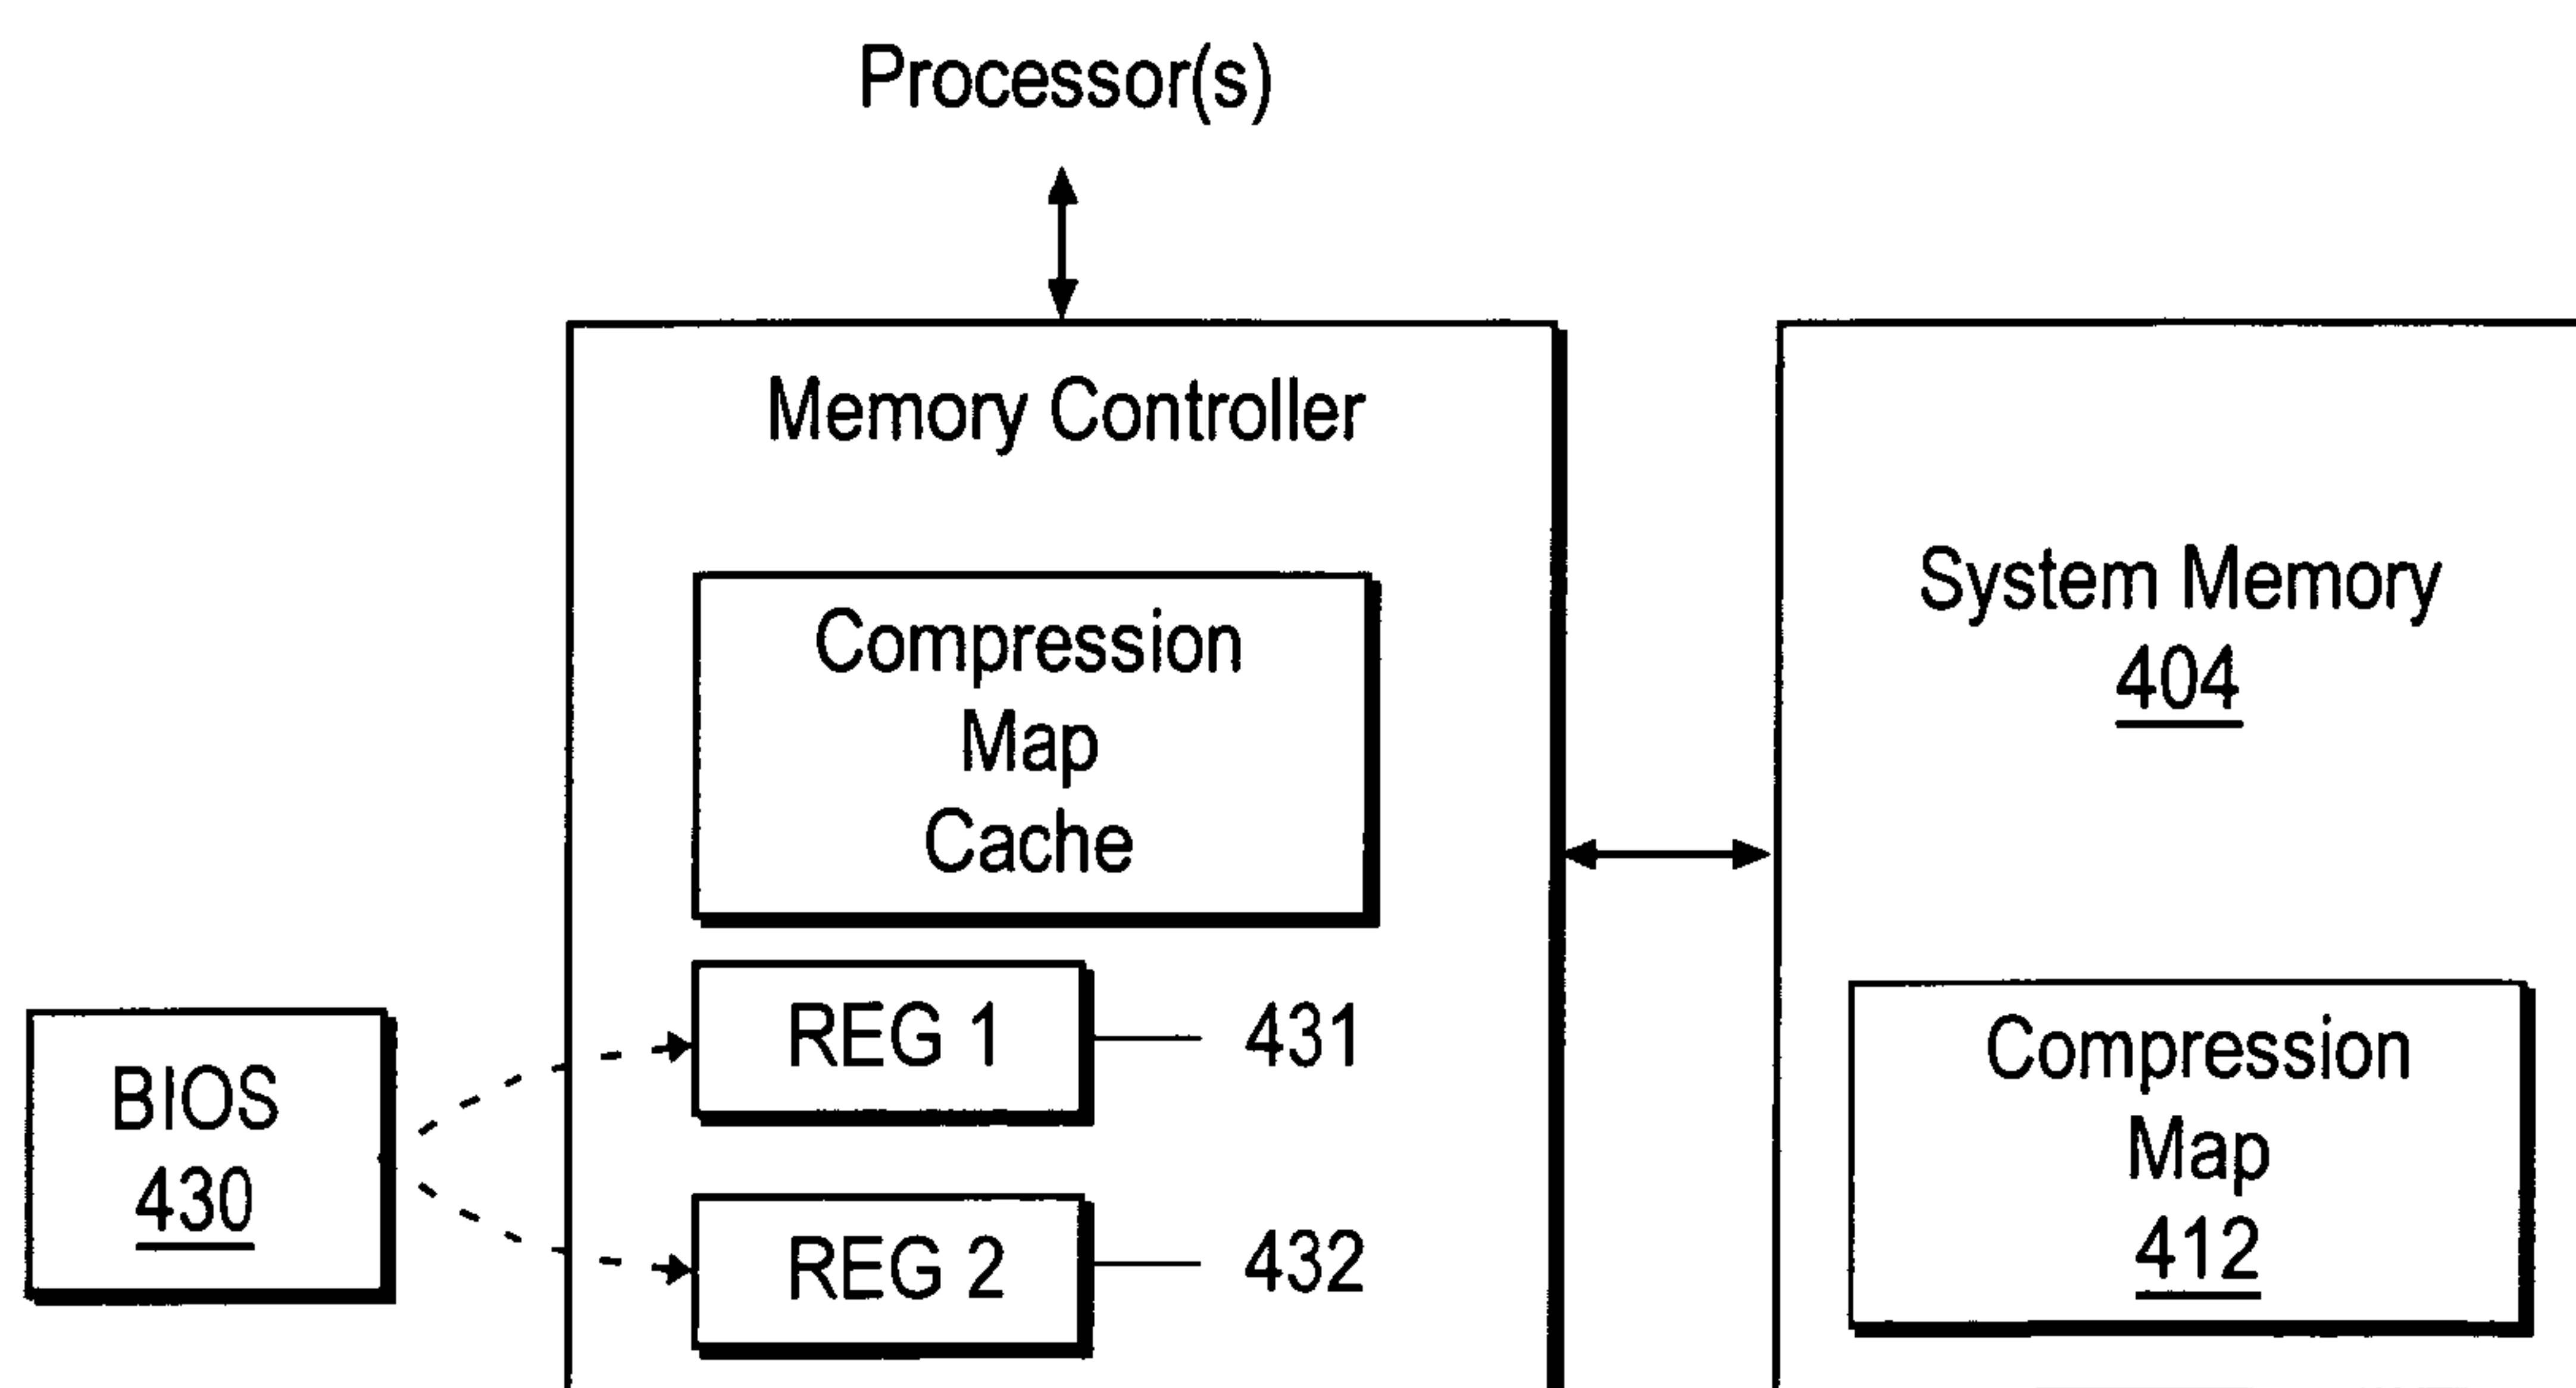 Processor(s)
Memory Controller
Compression
Map
Cache
REG 1
431
REG 2
432
BIOS
430
System Memory
404
Compression
Map
412